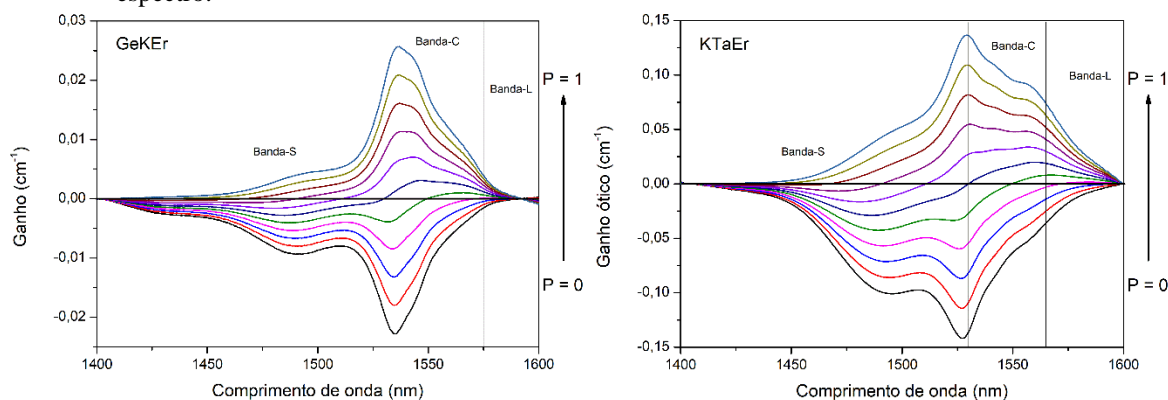 espectro.
GeKEr
Banda-C
Banda-L
Banda-S
P = 1
P = 0
Ganho (cm⁻¹)
0,03
0,02
0,01
0,00
-0,01
-0,02
1400
1450
1500
1550
1600
Comprimento de onda (nm)
KTaEr
Banda-C
Banda-L
Banda-S
P = 1
P = 0
Ganho ótico (cm⁻¹)
0,15
0,10
0,05
0,00
-0,05
-0,10
-0,15
1400
1450
1500
1550
1600
Comprimento de onda (nm)